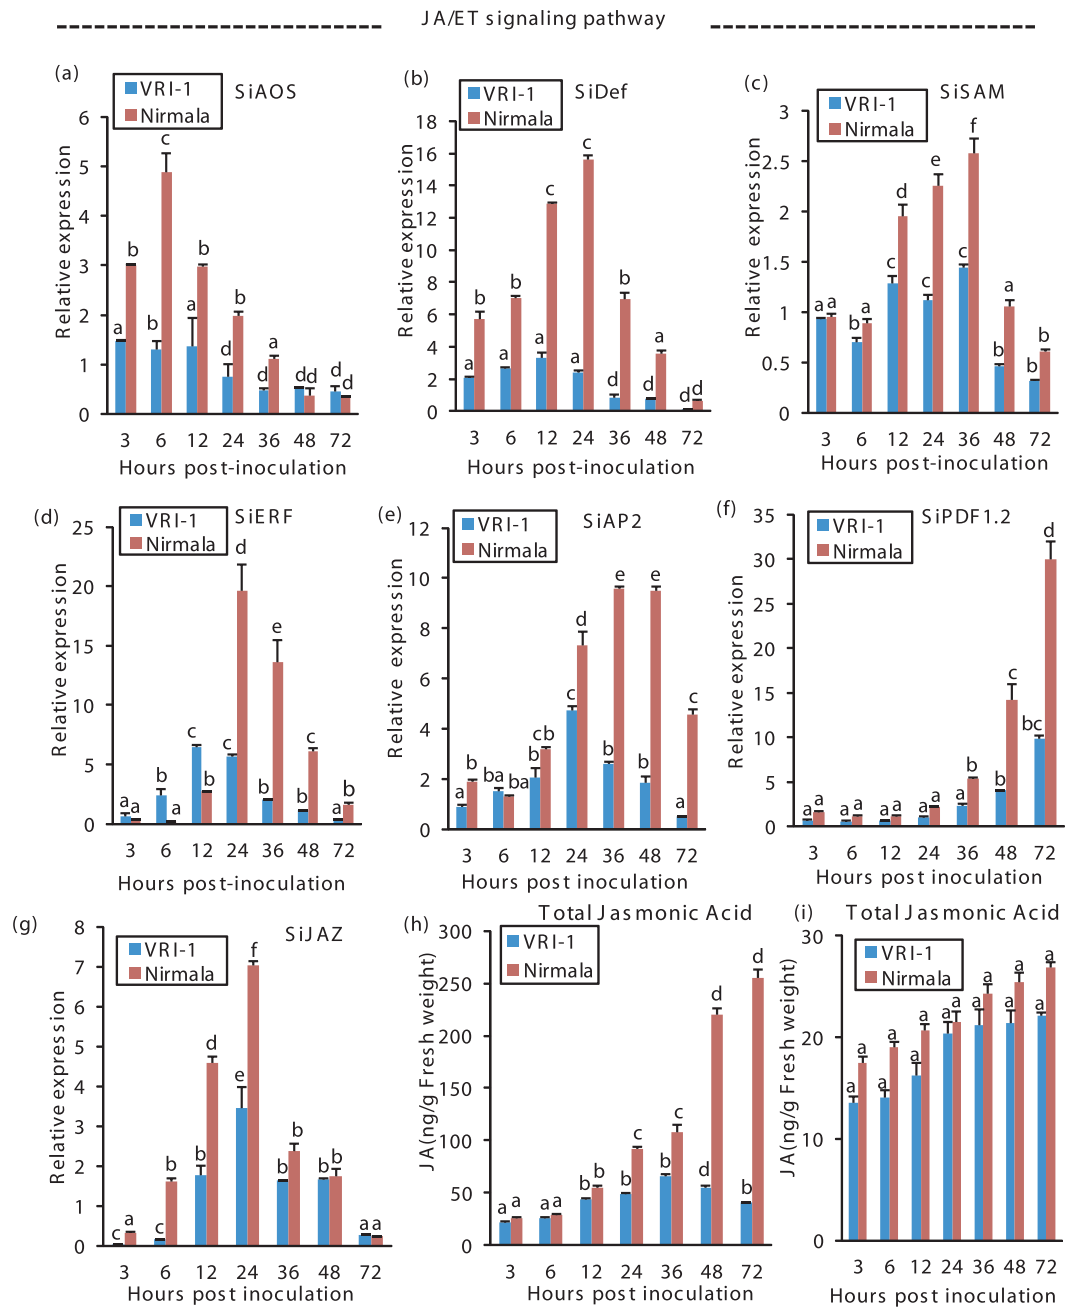 JA/ET signaling pathway
(a)
VRI-1
Nirmala
SiAOS
Relative expression
6
5
4
3
2
1
0
a b b c a b d b d a d d d d
3 6 12 24 36 48 72
Hours post-inoculation
(b)
VRI-1
Nirmala
SiDef
Relative expression
18
16
14
12
10
8
6
4
2
0
a b a b a c a c d b d b d d
3 6 12 24 36 48 72
Hours post-inoculation
(c)
VRI-1
Nirmala
SiSAM
Relative expression
3
2.5
2
1.5
1
0.5
0
a a b a c d c e c f b a b b
3 6 12 24 36 48 72
Hours post-inoculation
(d)
VRI-1
Nirmala
SiERF
Relative expression
25
20
15
10
5
0
a a b a c b c d b e b c a b
3 6 12 24 36 48 72
Hours post-inoculation
(e)
VRI-1
Nirmala
SiAP2
Relative expression
12
10
8
6
4
2
0
a b ba ba b cb c d b e b e a c
3 6 12 24 36 48 72
Hours post inoculation
(f)
VRI-1
Nirmala
SiPDF1.2
Relative expression
35
30
25
20
15
10
5
0
a a a a a a a a a b b c bc d
3 6 12 24 36 48 72
Hours post inoculation
(g)
VRI-1
Nirmala
SiJAZ
Relative expression
8
7
6
5
4
3
2
1
0
c a c b b d e f b b b b a a
3 6 12 24 36 48 72
Hours post inoculation
(h)
Total Jasmonic Acid
VRI-1
Nirmala
JA(ng/g Fresh weight)
300
250
200
150
100
50
0
a a a a b b b c b c d d b d
3 6 12 24 36 48 72
Hours post inoculation
(i)
Total Jasmonic Acid
VRI-1
Nirmala
JA(ng/g Fresh weight)
30
20
10
0
a a a a a a a a a a a a a a
3 6 12 24 36 48 72
Hours post inoculation